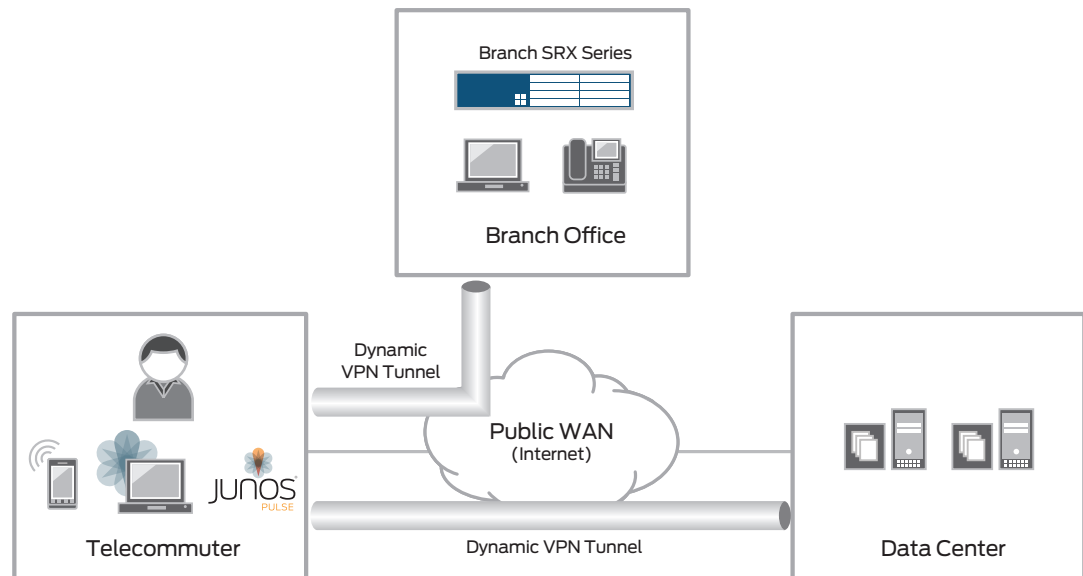 Branch SRX Series
Branch Office
Dynamic
VPN Tunnel
Public WAN
(Internet)
JUNOS
PULSE
Telecommuter
Dynamic VPN Tunnel
Data Center